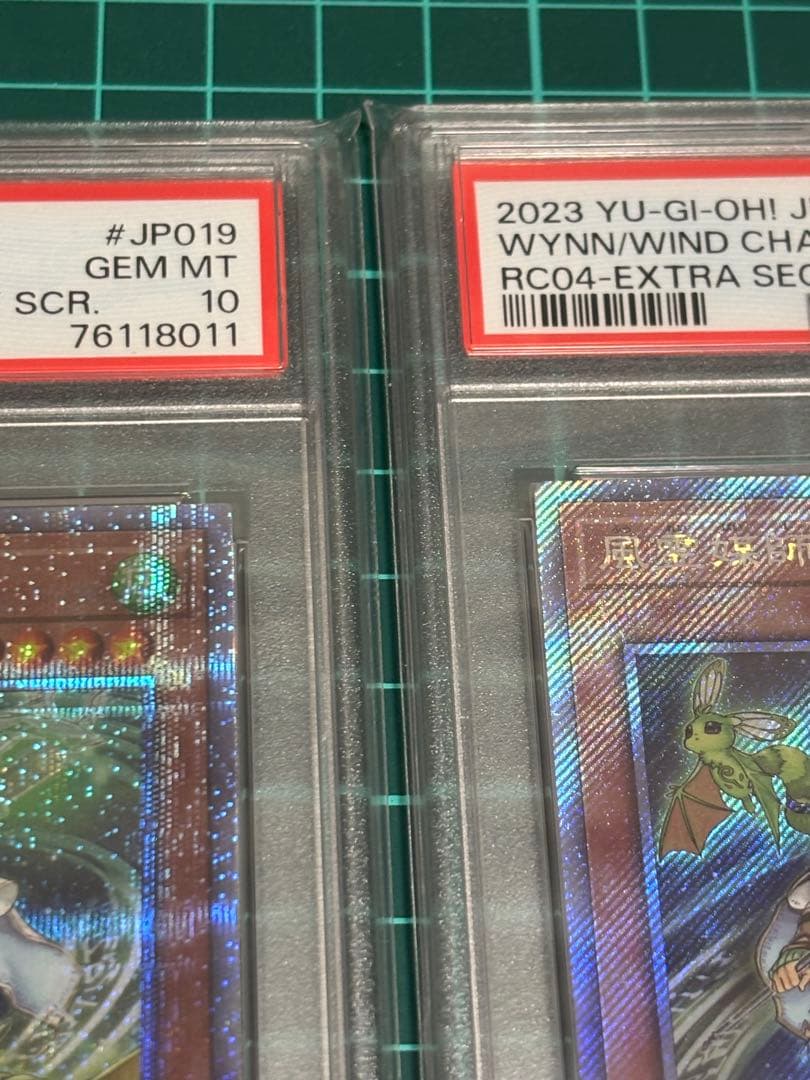 #JP019
GEM MT
SCR. 10
76118011
2023 YU-GI-OH! J
WYNN/WIND CHA
RC04-EXTRA SEC
風霊媒師